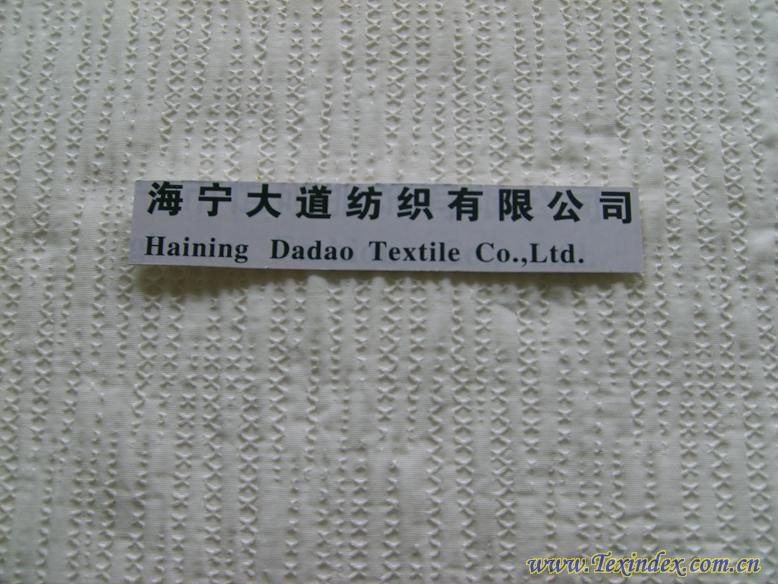 海宁大道纺织有限公司
Haining Dadao Textile Co.,Ltd.
www.Texindex.com.cn